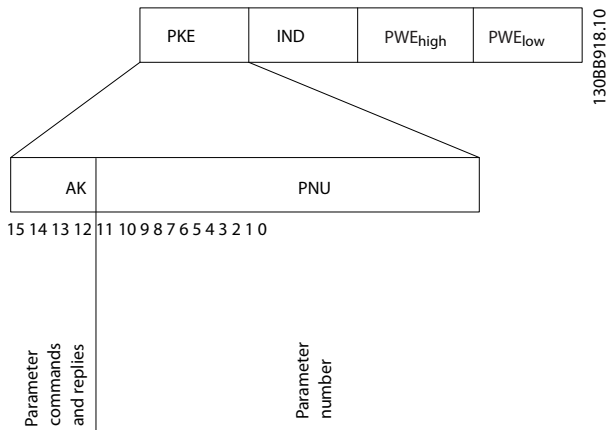 PKE IND PWEhigh PWElow
130BB918.10
AK PNU
15 14 13 12 11 10 9 8 7 6 5 4 3 2 1 0
Parameter
commands
and replies
Parameter
number